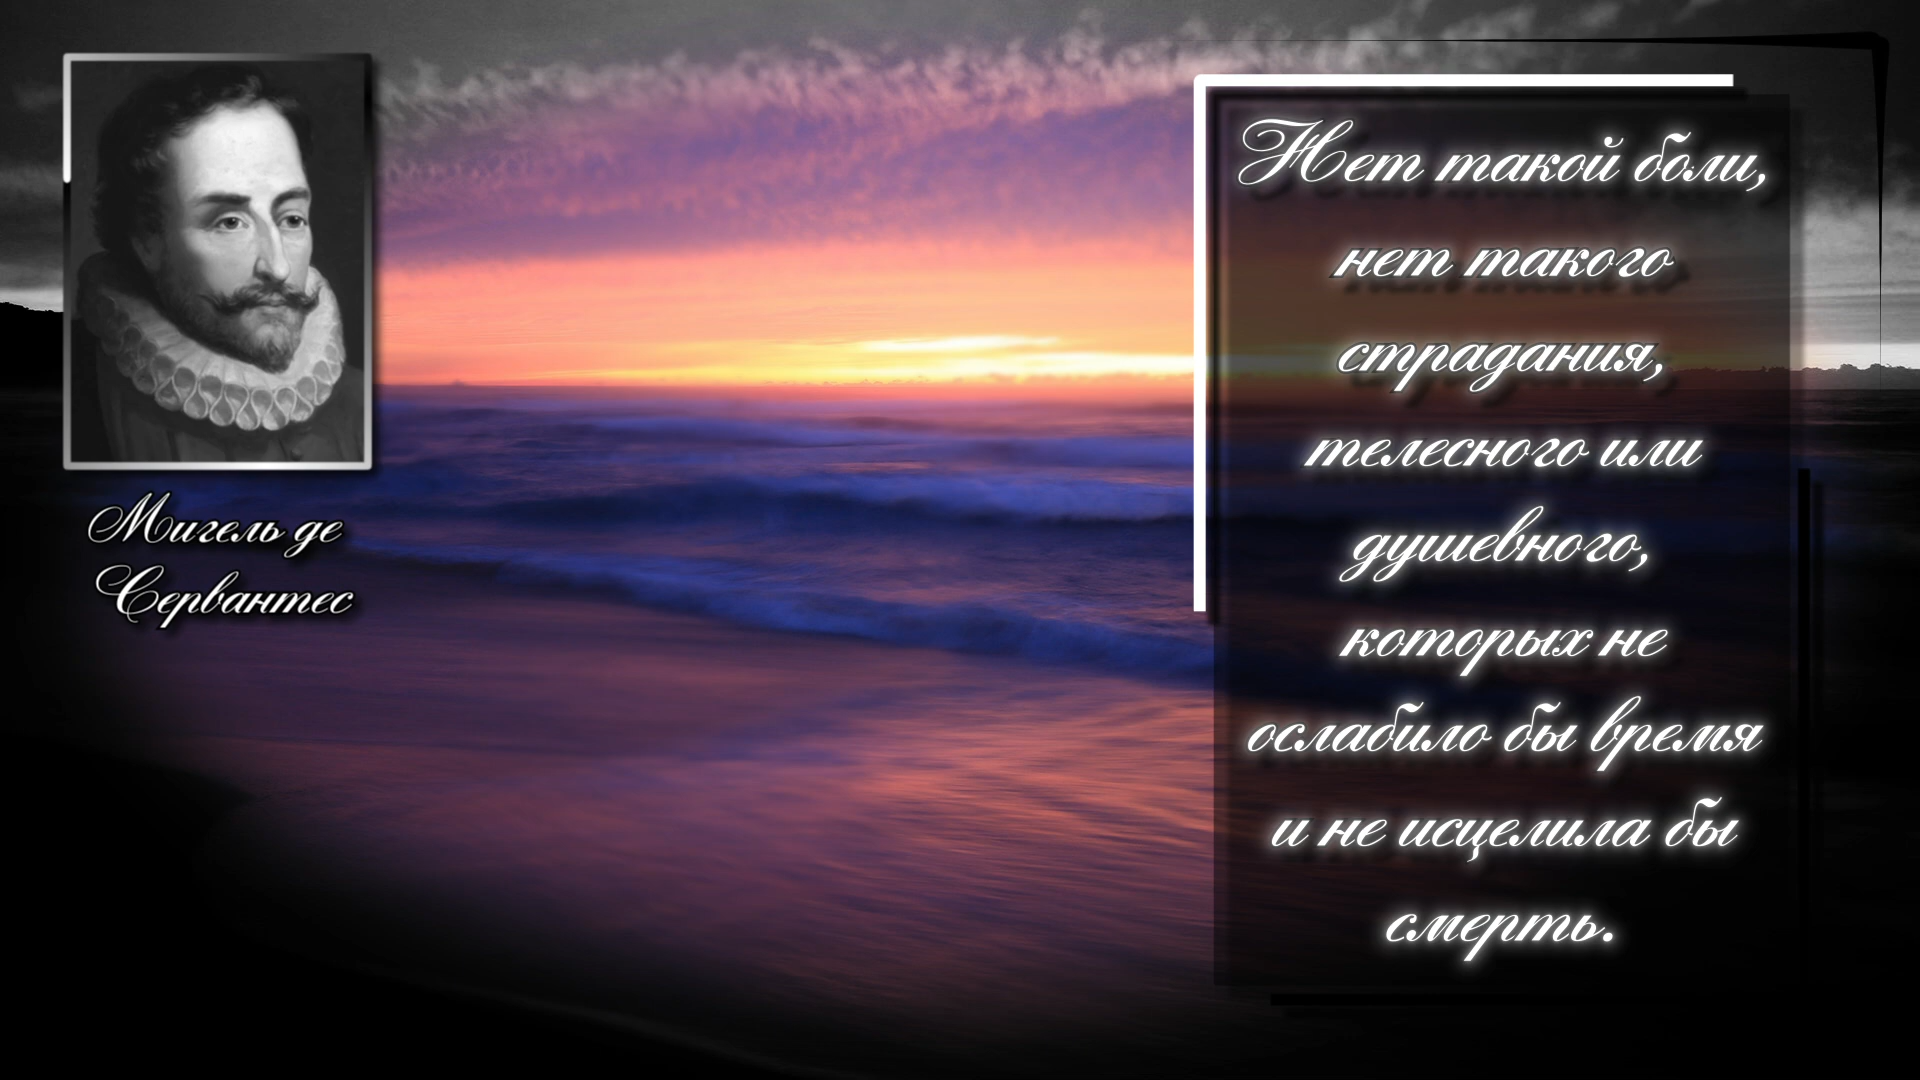 Мигель де
Сервантес
Нет такой боли,
нет такого
страдания,
телесного или
душевного,
которых не
ослабило бы время
и не исцелила бы
смерть.